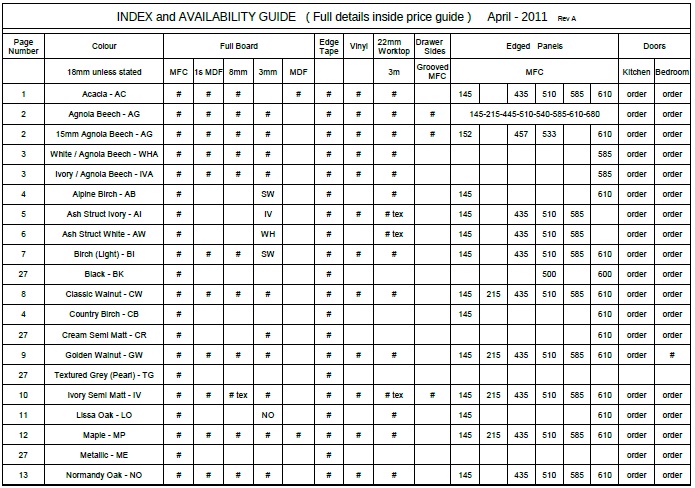 INDEX and AVAILABILITY GUIDE ( Full details inside price guide ) April - 2011 Rev A
Page Number Colour Full Board Edge Tape Vinyl 22mm Worktop Drawer Sides Edged Panels Doors
18mm unless stated MFC 1s MDF 8mm 3mm MDF 3m Grooved MFC MFC Kitchen Bedroom
1 Acacia - AC # # # # # # # 145 435 510 585 610 order order
2 Agnola Beech - AG # # # # # # # # 145-215-445-510-540-585-610-680 order order
2 15mm Agnola Beech - AG # # # # # # # # 152 457 533 610 order order
3 White / Agnola Beech - WHA # # # # # # # 585 order order
3 Ivory / Agnola Beech - IVA # # # # # # # 585 order order
4 Alpine Birch - AB # SW # # 145 610 order order
5 Ash Struct Ivory - AI # IV # # # tex 145 435 510 585 order order
6 Ash Struct White - AW # WH # # tex 145 435 510 585 order order
7 Birch (Light) - BI # # # SW # # # 145 435 510 585 610 order order
27 Black - BK # # 500 600 order order
8 Classic Walnut - CW # # # # # # # 145 215 435 510 585 610 order order
4 Country Birch - CB # # 145 610 order order
27 Cream Semi Matt - CR # # # 610 order order
9 Golden Walnut - GW # # # # # # # 145 215 435 510 585 610 order #
27 Textured Grey (Pearl) - TG # #
10 Ivory Semi Matt - IV # # # tex # # # # tex # 145 215 435 510 585 610 order order
11 Lissa Oak - LO # NO # # 145 610 order order
12 Maple - MP # # # # # # # # 145 215 435 510 585 610 order order
27 Metallic - ME # # order order
13 Normandy Oak - NO # # # # # # # 145 435 510 585 610 order order